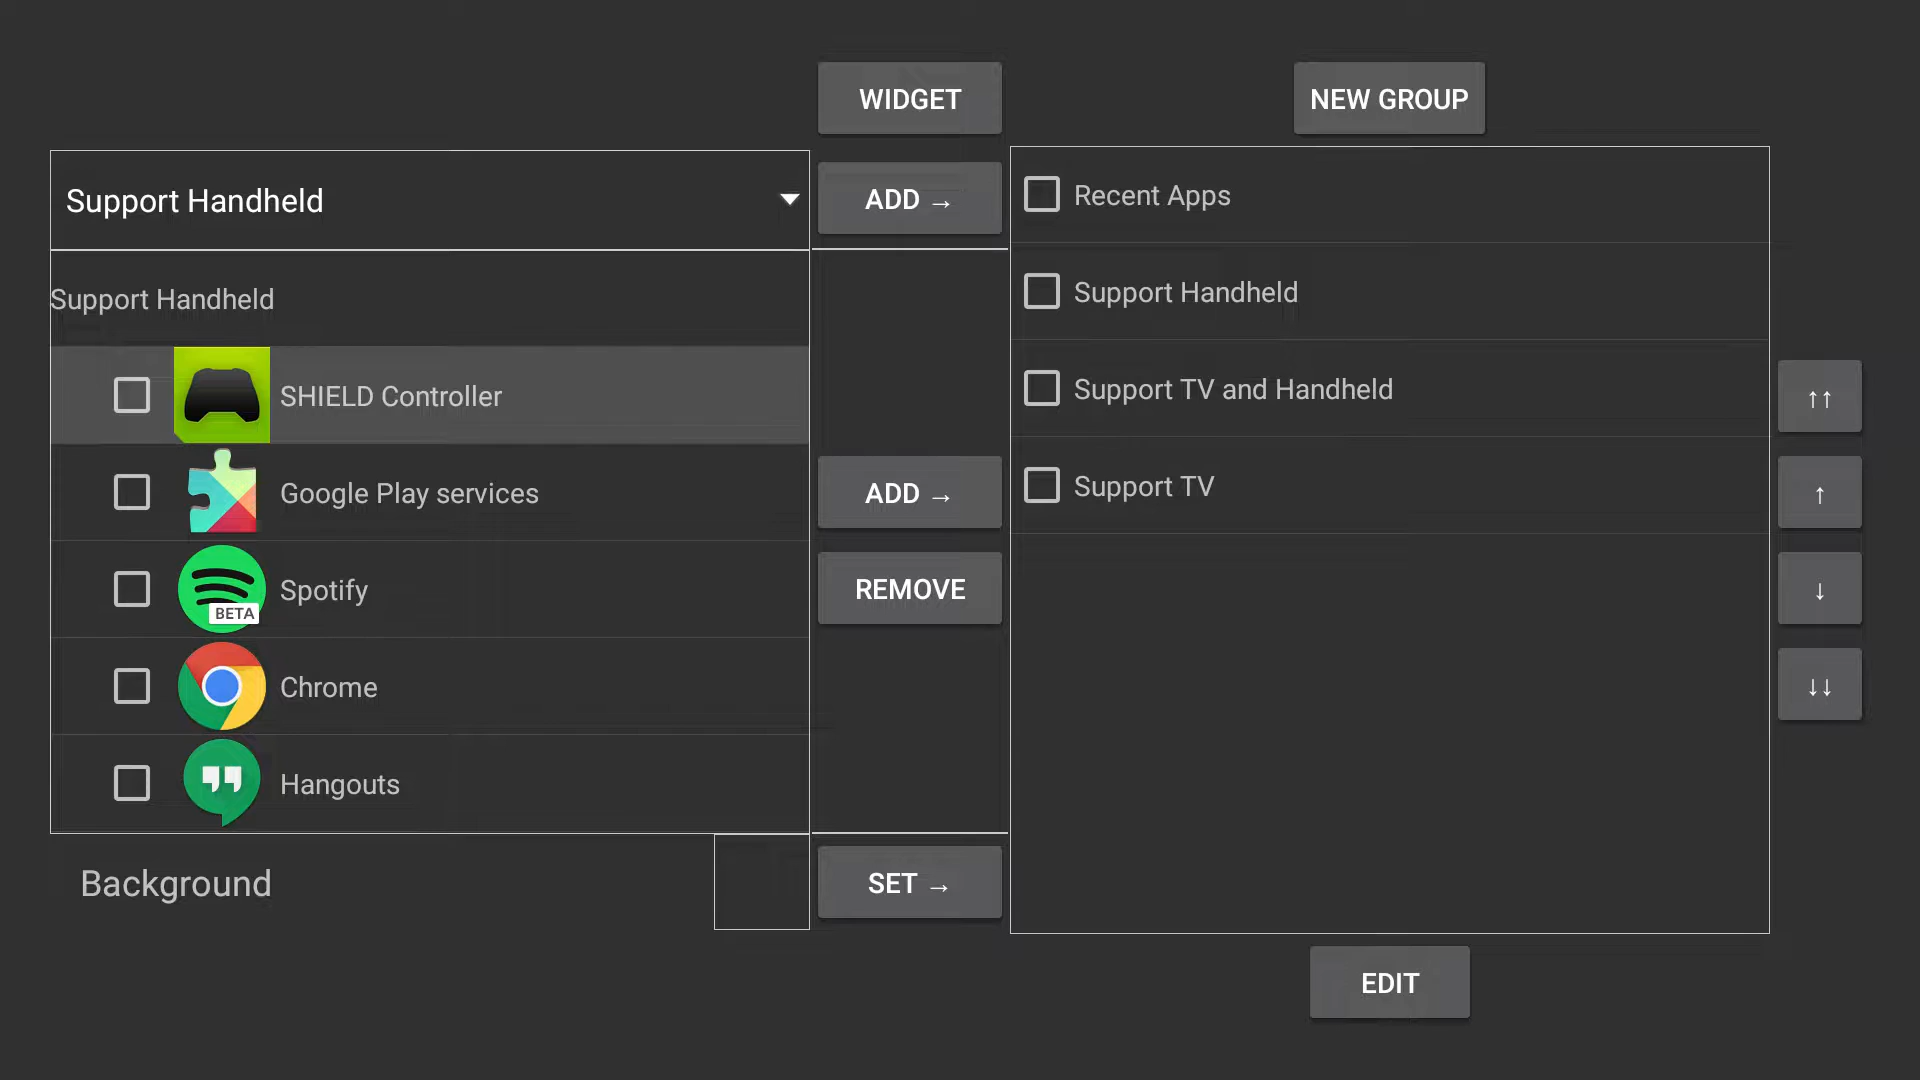 WIDGET
NEW GROUP
Support Handheld
ADD →
Support Handheld
SHIELD Controller
Google Play services
Spotify
BETA
Chrome
Hangouts
ADD →
REMOVE
Background
SET →
Recent Apps
Support Handheld
Support TV and Handheld
Support TV
↑↑
↑
↓
↓↓
EDIT